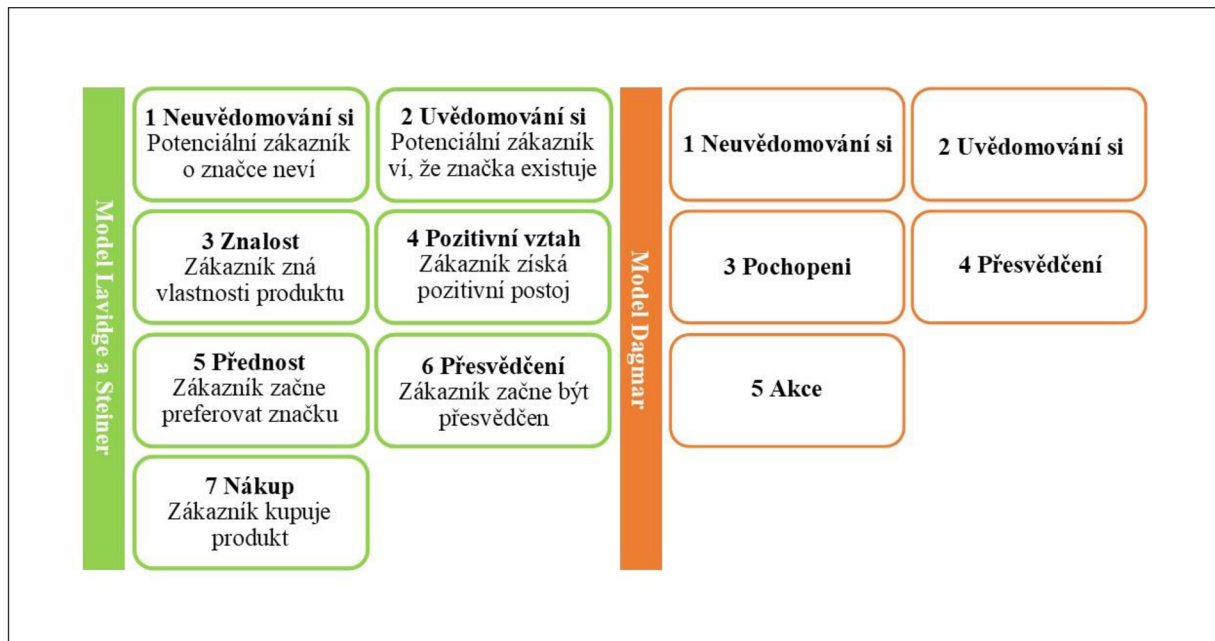 Model Lavidge a Steiner
1 Neuvědomování si
Potenciální zákazník
o značce neví
2 Uvědomování si
Potenciální zákazník
ví, že značka existuje
3 Znalost
Zákazník zná
vlastnosti produktu
4 Pozitivní vztah
Zákazník získá
pozitivní postoj
5 Přednost
Zákazník začne
preferovat značku
6 Přesvědčení
Zákazník začne být
přesvědčen
7 Nákup
Zákazník kupuje
produkt
Model Dagmar
1 Neuvědomování si
2 Uvědomování si
3 Pochopeni
4 Přesvědčení
5 Akce